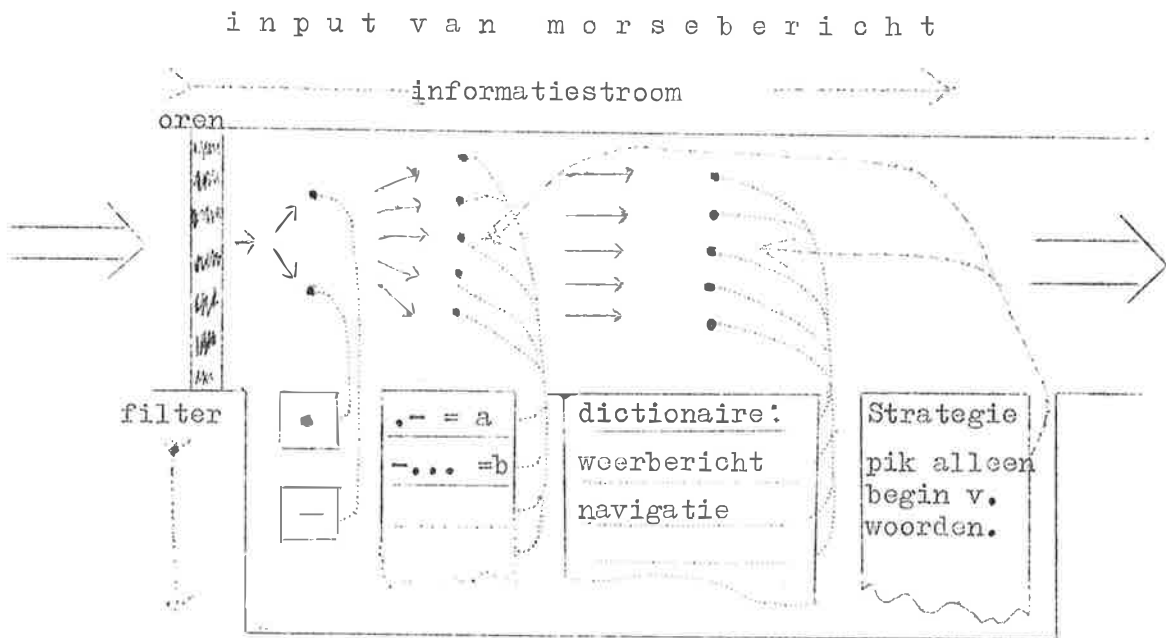 input van morsebericht
informatiestroom
oren
filter
.- = a
-... =b
dictionaire:
weerbericht
navigatie
Strategie
pik alleen
begin v.
woorden.